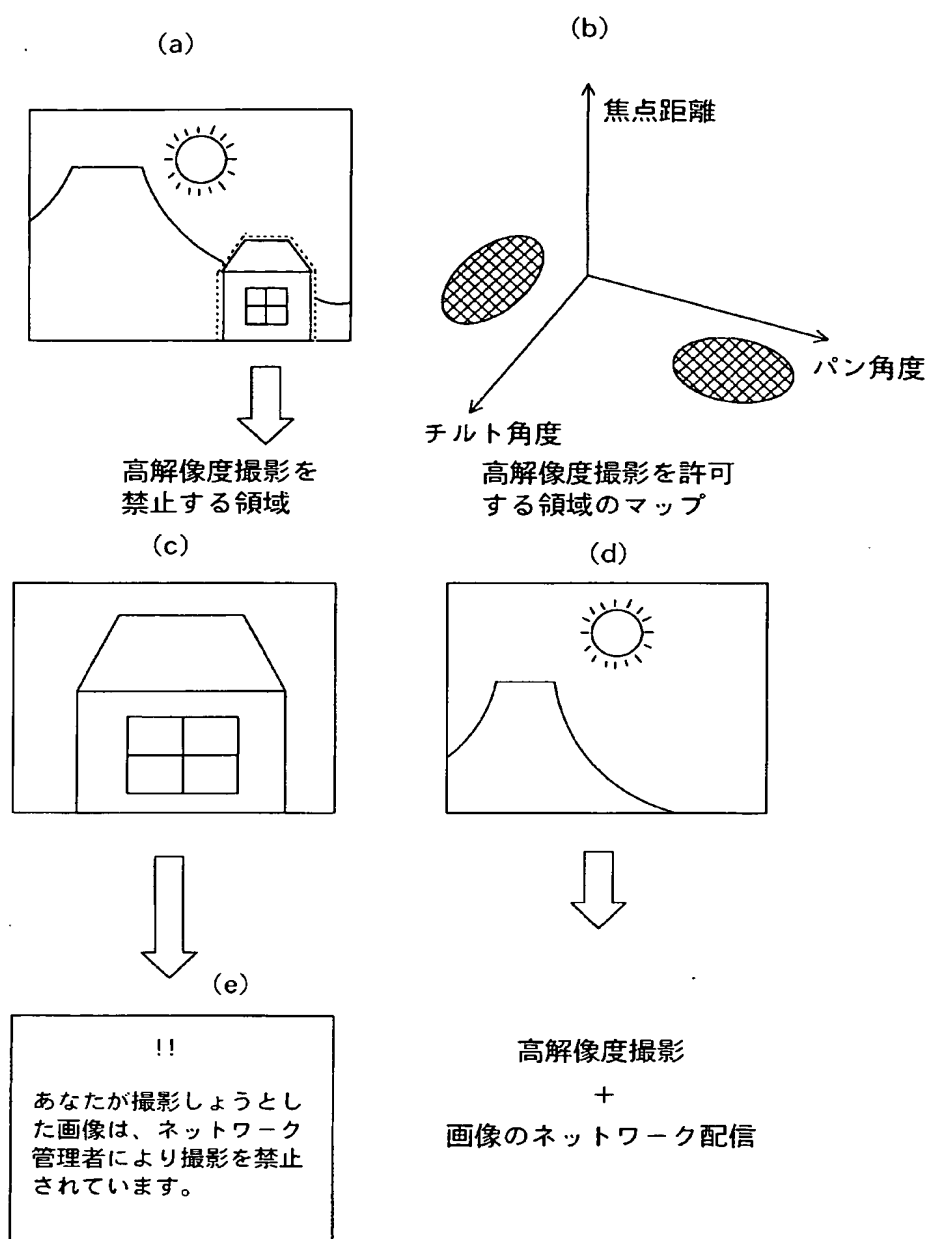 (a)
(b)
焦点距離
パン角度
チルト角度
高解像度撮影を
禁止する領域
高解像度撮影を許可
する領域のマップ
(c)
(d)
(e)
!!
あなたが撮影しょうとし
た画像は、ネットワーク
管理者により撮影を禁止
されています。
高解像度撮影
+
画像のネットワーク配信